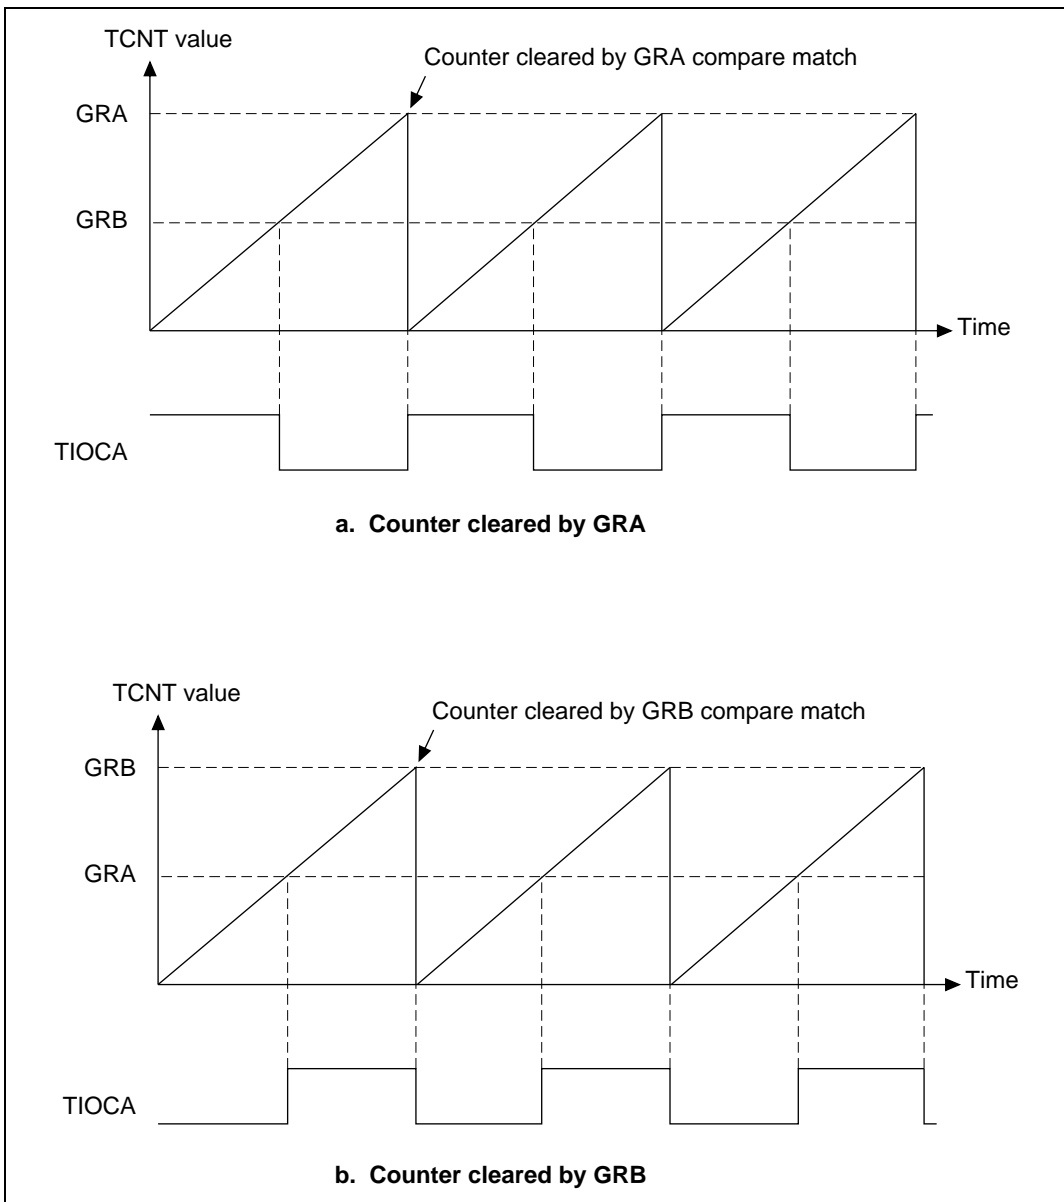 TCNT value
Counter cleared by GRA compare match
GRA
GRB
Time
TIOCA
a. Counter cleared by GRA
TCNT value
Counter cleared by GRB compare match
GRB
GRA
Time
TIOCA
b. Counter cleared by GRB